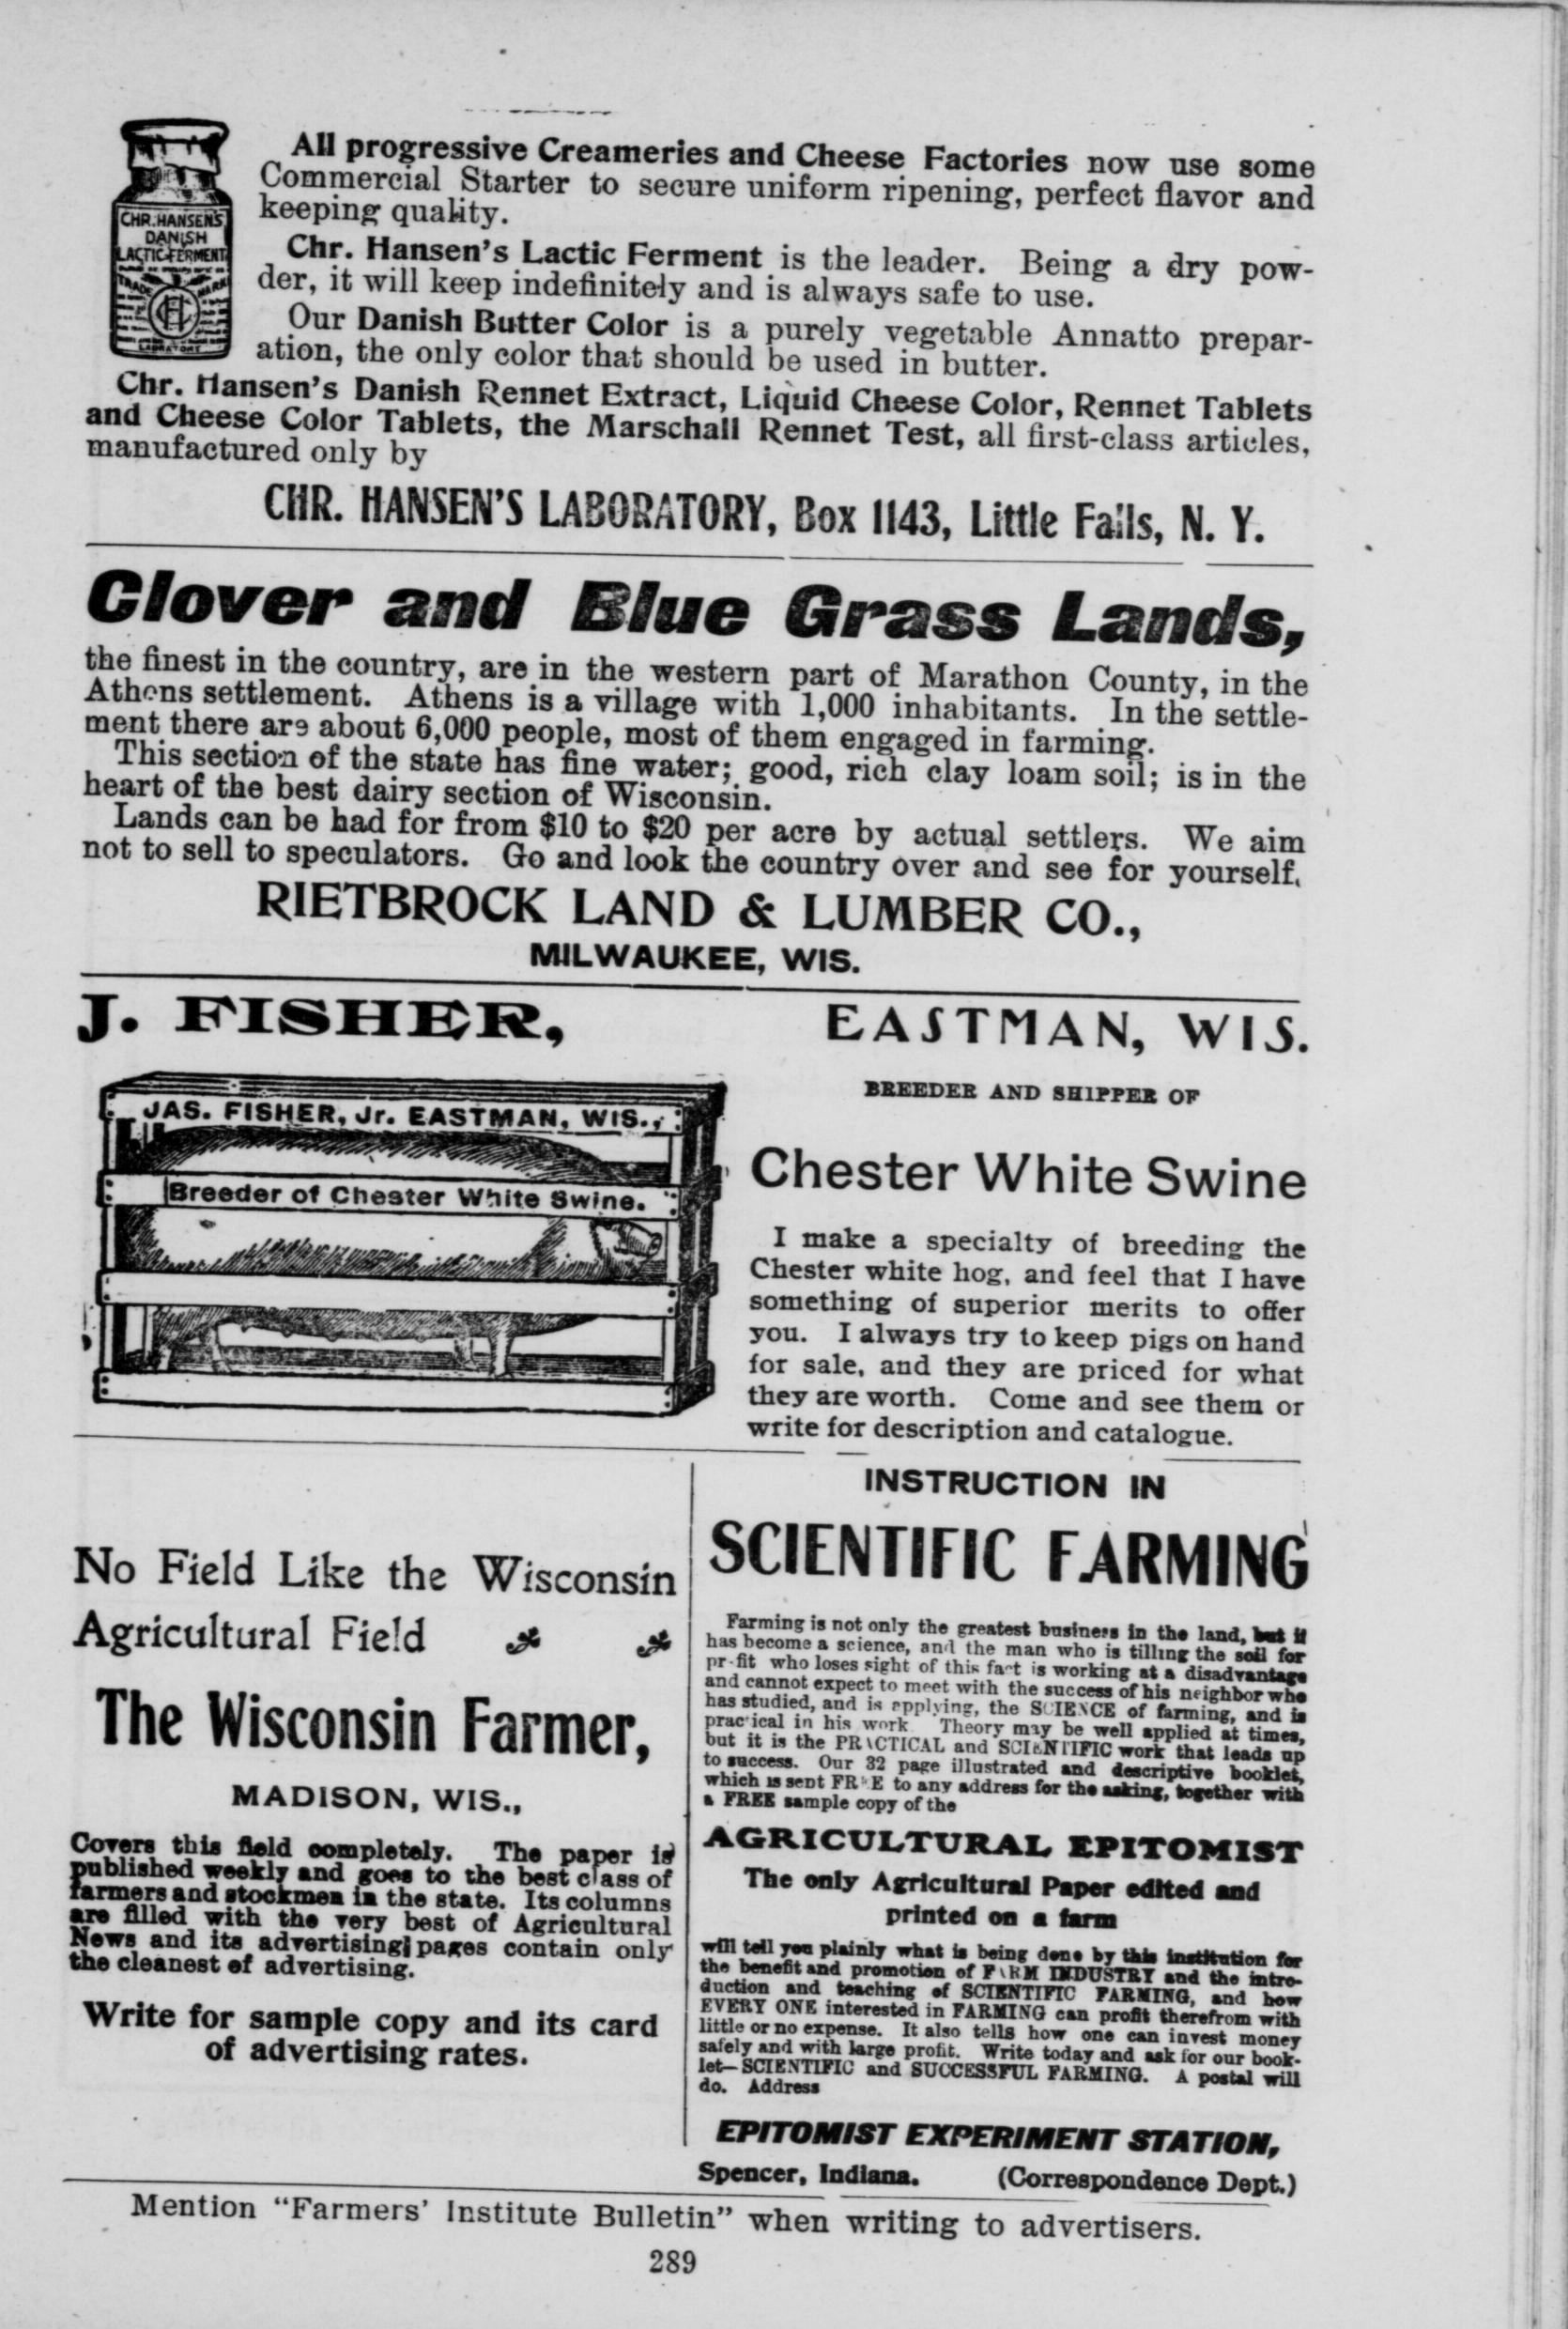 CHR. HANSEN'S
DANISH
LACTIC FERMENT
TRADE MARK
LABRATORY
All progressive Creameries and Cheese Factories now use some
Commercial Starter to secure uniform ripening, perfect flavor and
keeping quality.
Chr. Hansen's Lactic Ferment is the leader. Being a dry pow-
der, it will keep indefinitely and is always safe to use.
Our Danish Butter Color is a purely vegetable Annatto prepar-
ation, the only color that should be used in butter.
Chr. Hansen's Danish Rennet Extract, Liquid Cheese Color, Rennet Tablets
and Cheese Color Tablets, the Marschall Rennet Test, all first-class articles,
manufactured only by
CHR. HANSEN'S LABORATORY, Box 1143, Little Falls, N. Y.
Clover and Blue Grass Lands,
the finest in the country, are in the western part of Marathon County, in the
Athens settlement. Athens is a village with 1,000 inhabitants. In the settle-
ment there are about 6,000 people, most of them engaged in farming.
This section of the state has fine water; good, rich clay loam soil; is in the
heart of the best dairy section of Wisconsin.
Lands can be had for from $10 to $20 per acre by actual settlers. We aim
not to sell to speculators. Go and look the country over and see for yourself.
RIETBROCK LAND & LUMBER CO.,
MILWAUKEE, WIS.
J. FISHER, EASTMAN, WIS.
JAS. FISHER, Jr. EASTMAN, WIS.,
Breeder of Chester White Swine.
BREEDER AND SHIPPER OF
Chester White Swine
I make a specialty of breeding the
Chester white hog, and feel that I have
something of superior merits to offer
you. I always try to keep pigs on hand
for sale, and they are priced for what
they are worth. Come and see them or
write for description and catalogue.
No Field Like the Wisconsin
Agricultural Field
The Wisconsin Farmer,
MADISON, WIS.,
Covers this field completely. The paper is
published weekly and goes to the best class of
farmers and stockmen in the state. Its columns
are filled with the very best of Agricultural
News and its advertising pages contain only
the cleanest of advertising.
Write for sample copy and its card
of advertising rates.
INSTRUCTION IN
SCIENTIFIC FARMING
Farming is not only the greatest business in the land, but it
has become a science, and the man who is tilling the soil for
profit who loses sight of this fact is working at a disadvantage
and cannot expect to meet with the success of his neighbor who
has studied, and is applying, the SCIENCE of farming, and is
practical in his work. Theory may be well applied at times,
but it is the PRACTICAL and SCIENTIFIC work that leads up
to success. Our 32 page illustrated and descriptive booklet,
which is sent FREE to any address for the asking, together with
a FREE sample copy of the
AGRICULTURAL EPITOMIST
The only Agricultural Paper edited and
printed on a farm
will tell you plainly what is being done by this institution for
the benefit and promotion of FARM INDUSTRY and the intro-
duction and teaching of SCIENTIFIC FARMING, and how
EVERY ONE interested in FARMING can profit therefrom with
little or no expense. It also tells how one can invest money
safely and with large profit. Write today and ask for our book-
let—SCIENTIFIC and SUCCESSFUL FARMING. A postal will
do. Address
EPITOMIST EXPERIMENT STATION,
Spencer, Indiana. (Correspondence Dept.)
Mention "Farmers' Institute Bulletin" when writing to advertisers.
289